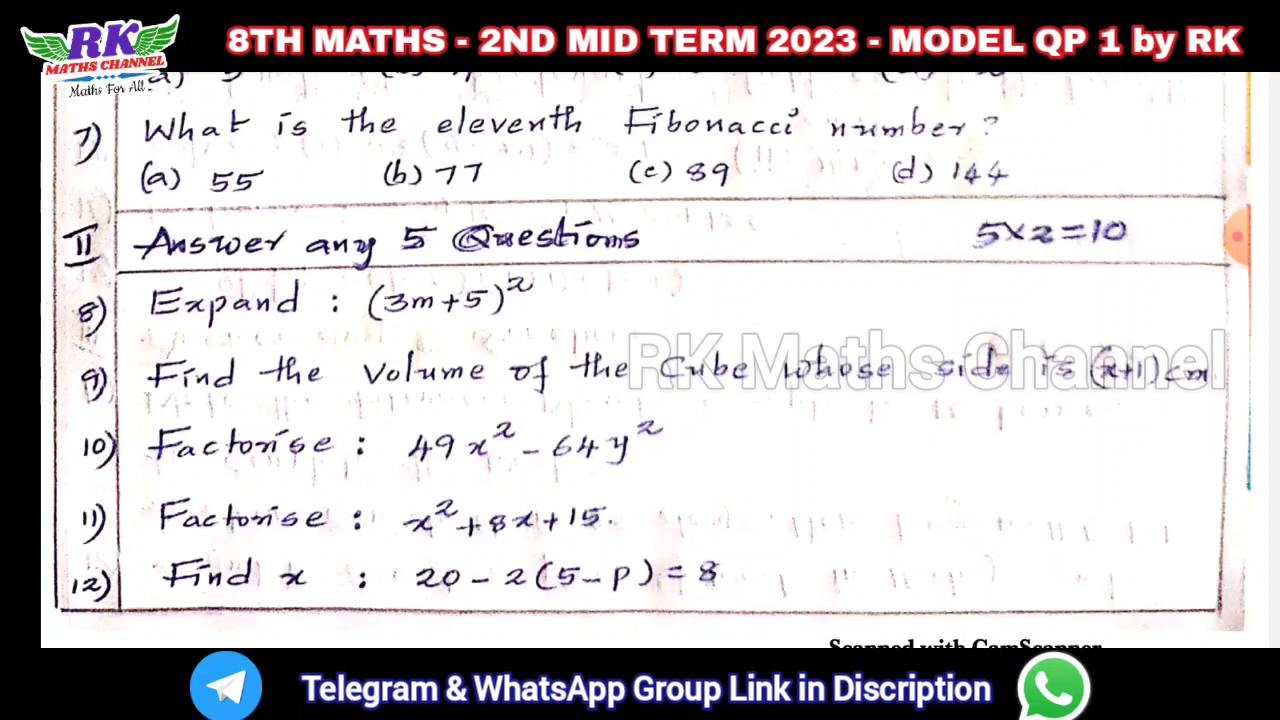 RK
MATHS CHANNEL
Maths For All
8TH MATHS - 2ND MID TERM 2023 - MODEL QP 1 by RK
7) What is the eleventh Fibonacci number?
(a) 55 (b) 77 (c) 89 (d) 144
II Answer any 5 Questions 5x2=10
8) Expand : (3m+5)²
9) Find the Volume of the Cube whose side is (x+1) cm
RK Maths Channel
10) Factorise : 49x² - 64y²
11) Factorise : x² + 8x + 15.
12) Find x : 20 - 2(5-p) = 8
Scanned with CamScanner
Telegram & WhatsApp Group Link in Discription